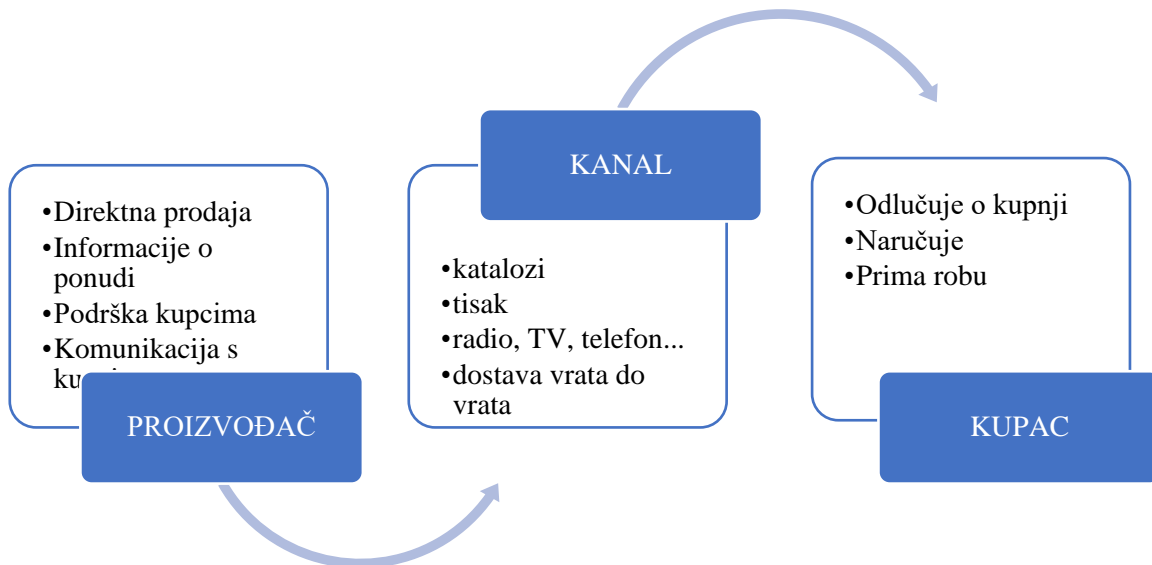 •Direktna prodaja
•Informacije o
ponudi
•Podrška kupcima
•Komunikacija s
PROIZVOĐAČ
KANAL
•katalozi
•tisak
•radio, TV, telefon...
•dostava vrata do
vrata
•Odlučuje o kupnji
•Naručuje
•Prima robu
KUPAC